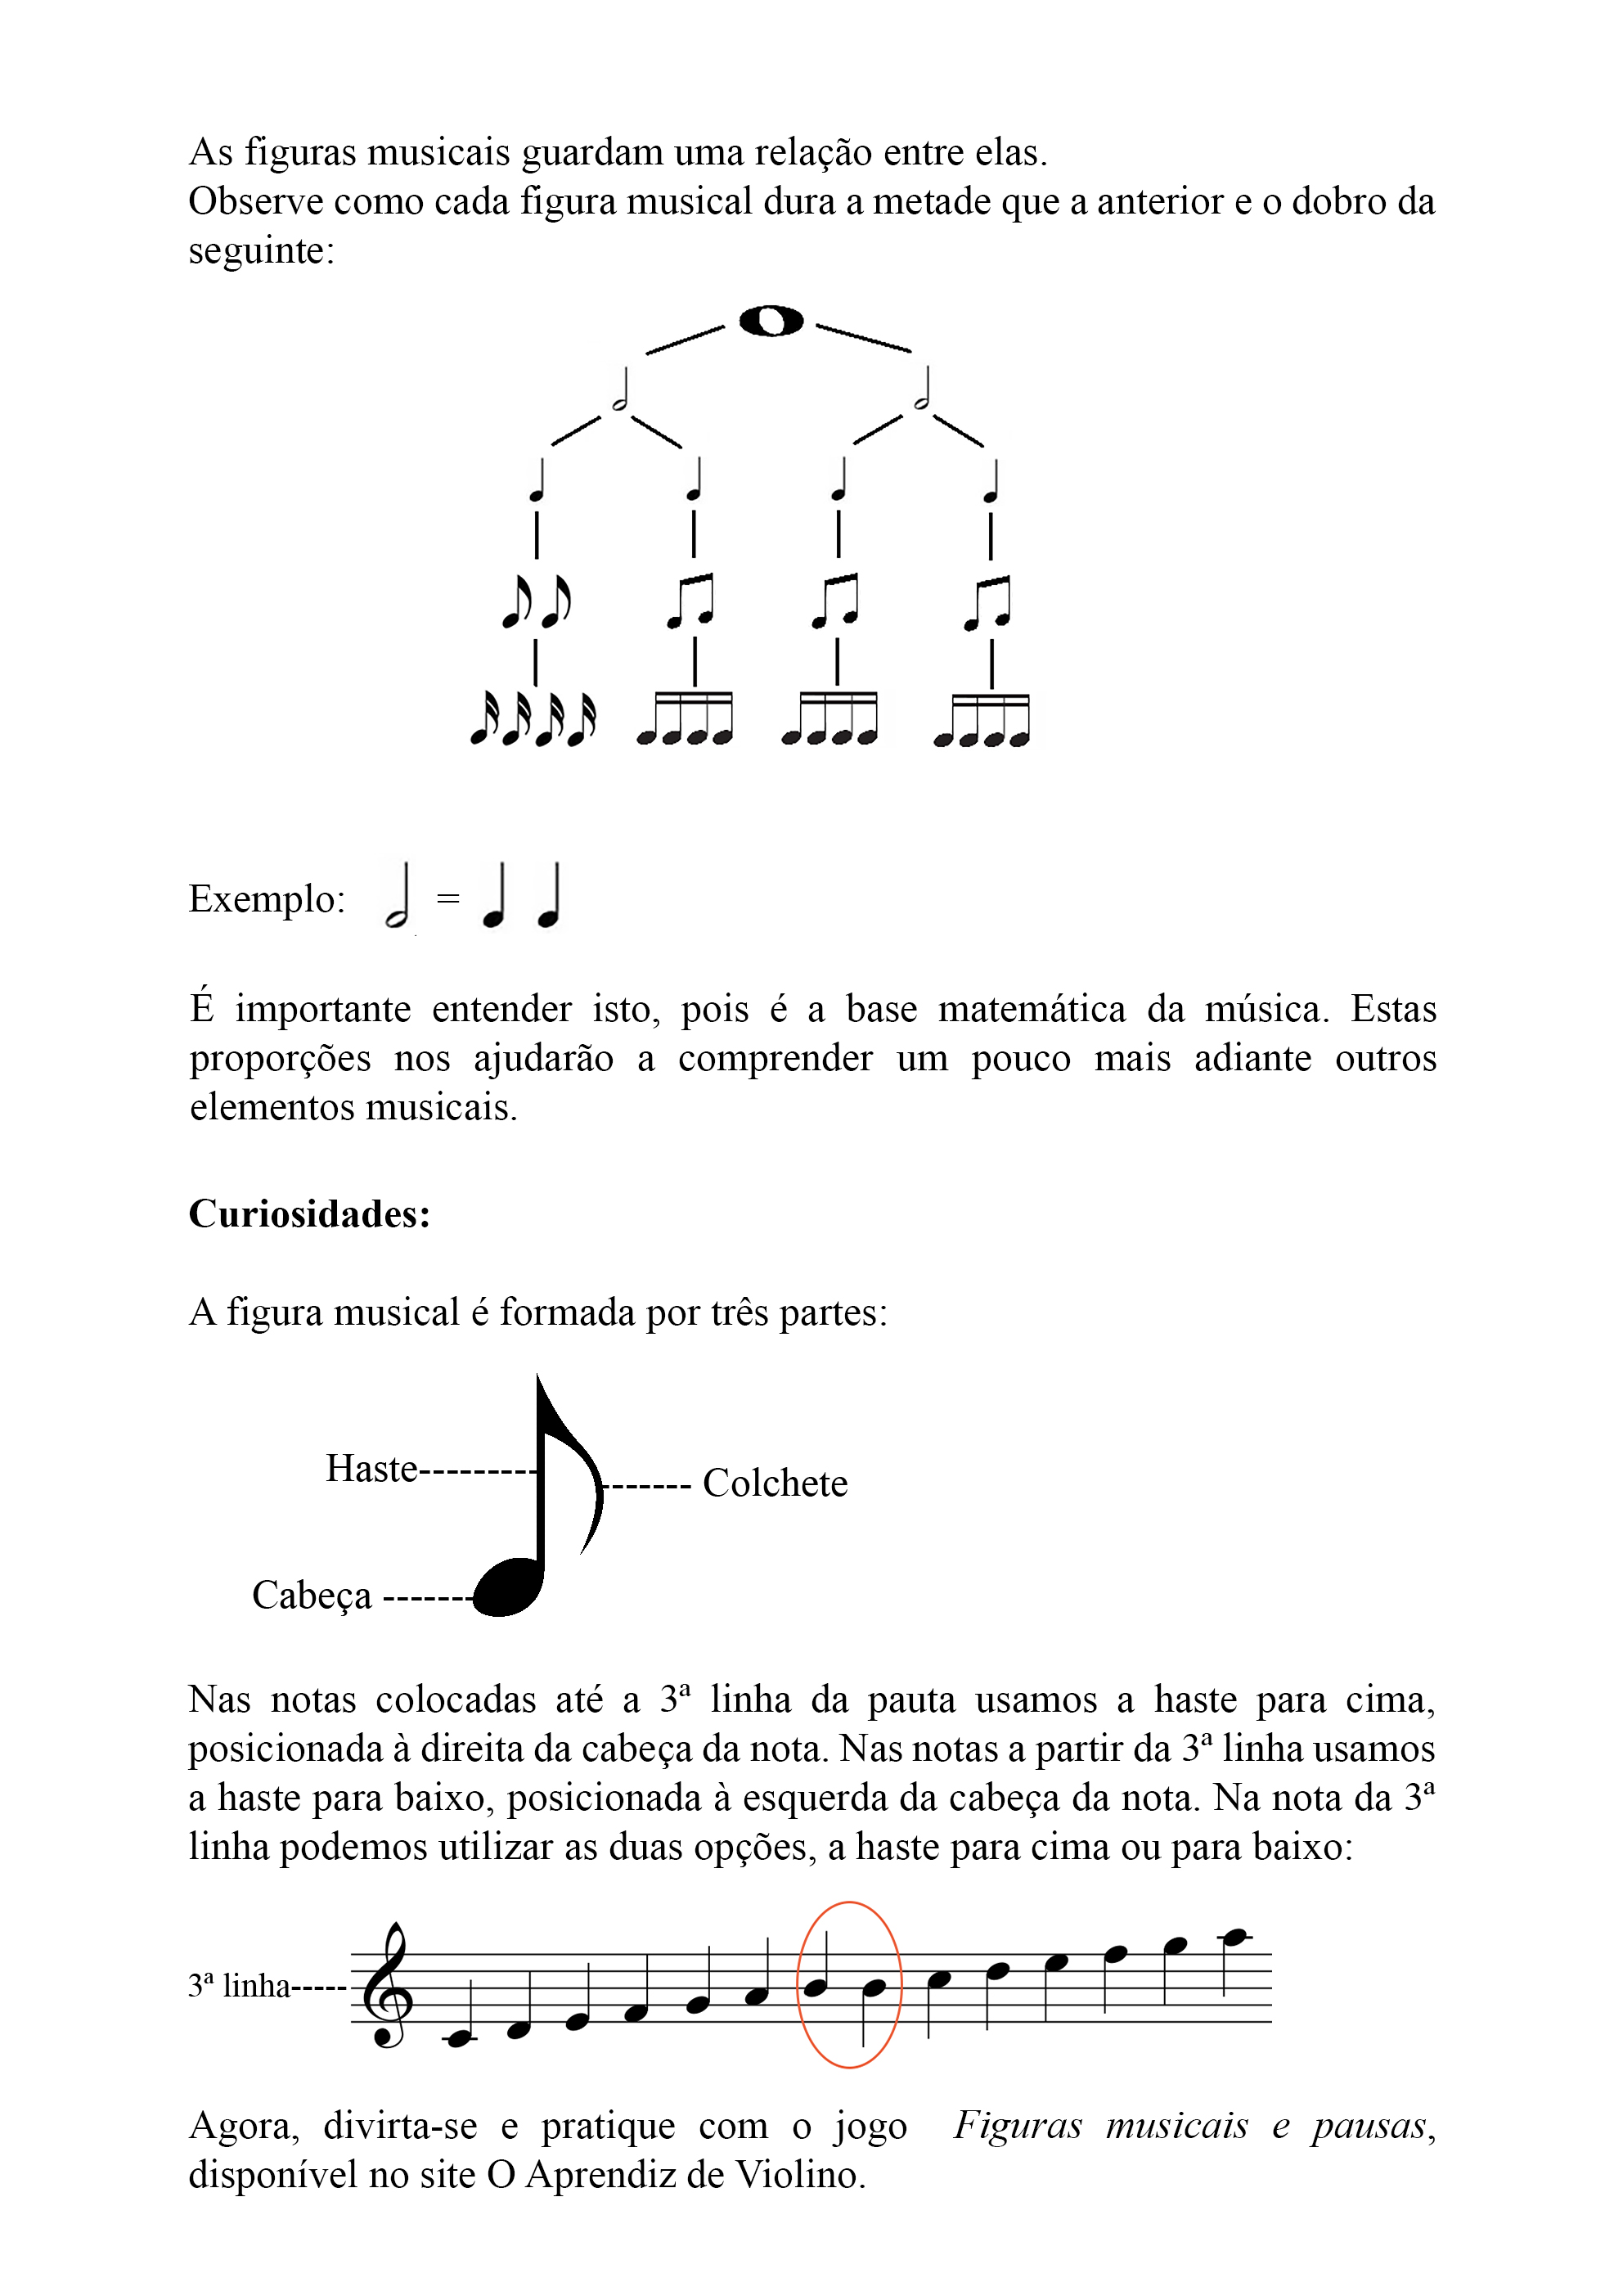 As figuras musicais guardam uma relação entre elas.
Observe como cada figura musical dura a metade que a anterior e o dobro da
seguinte:
Exemplo: =
É importante entender isto, pois é a base matemática da música. Estas
proporções nos ajudarão a comprender um pouco mais adiante outros
elementos musicais.
Curiosidades:
A figura musical é formada por três partes:
Haste---------
------- Colchete
Cabeça -------
Nas notas colocadas até a 3ª linha da pauta usamos a haste para cima,
posicionada à direita da cabeça da nota. Nas notas a partir da 3ª linha usamos
a haste para baixo, posicionada à esquerda da cabeça da nota. Na nota da 3ª
linha podemos utilizar as duas opções, a haste para cima ou para baixo:
3ª linha-----
Agora, divirta-se e pratique com o jogo Figuras musicais e pausas,
disponível no site O Aprendiz de Violino.